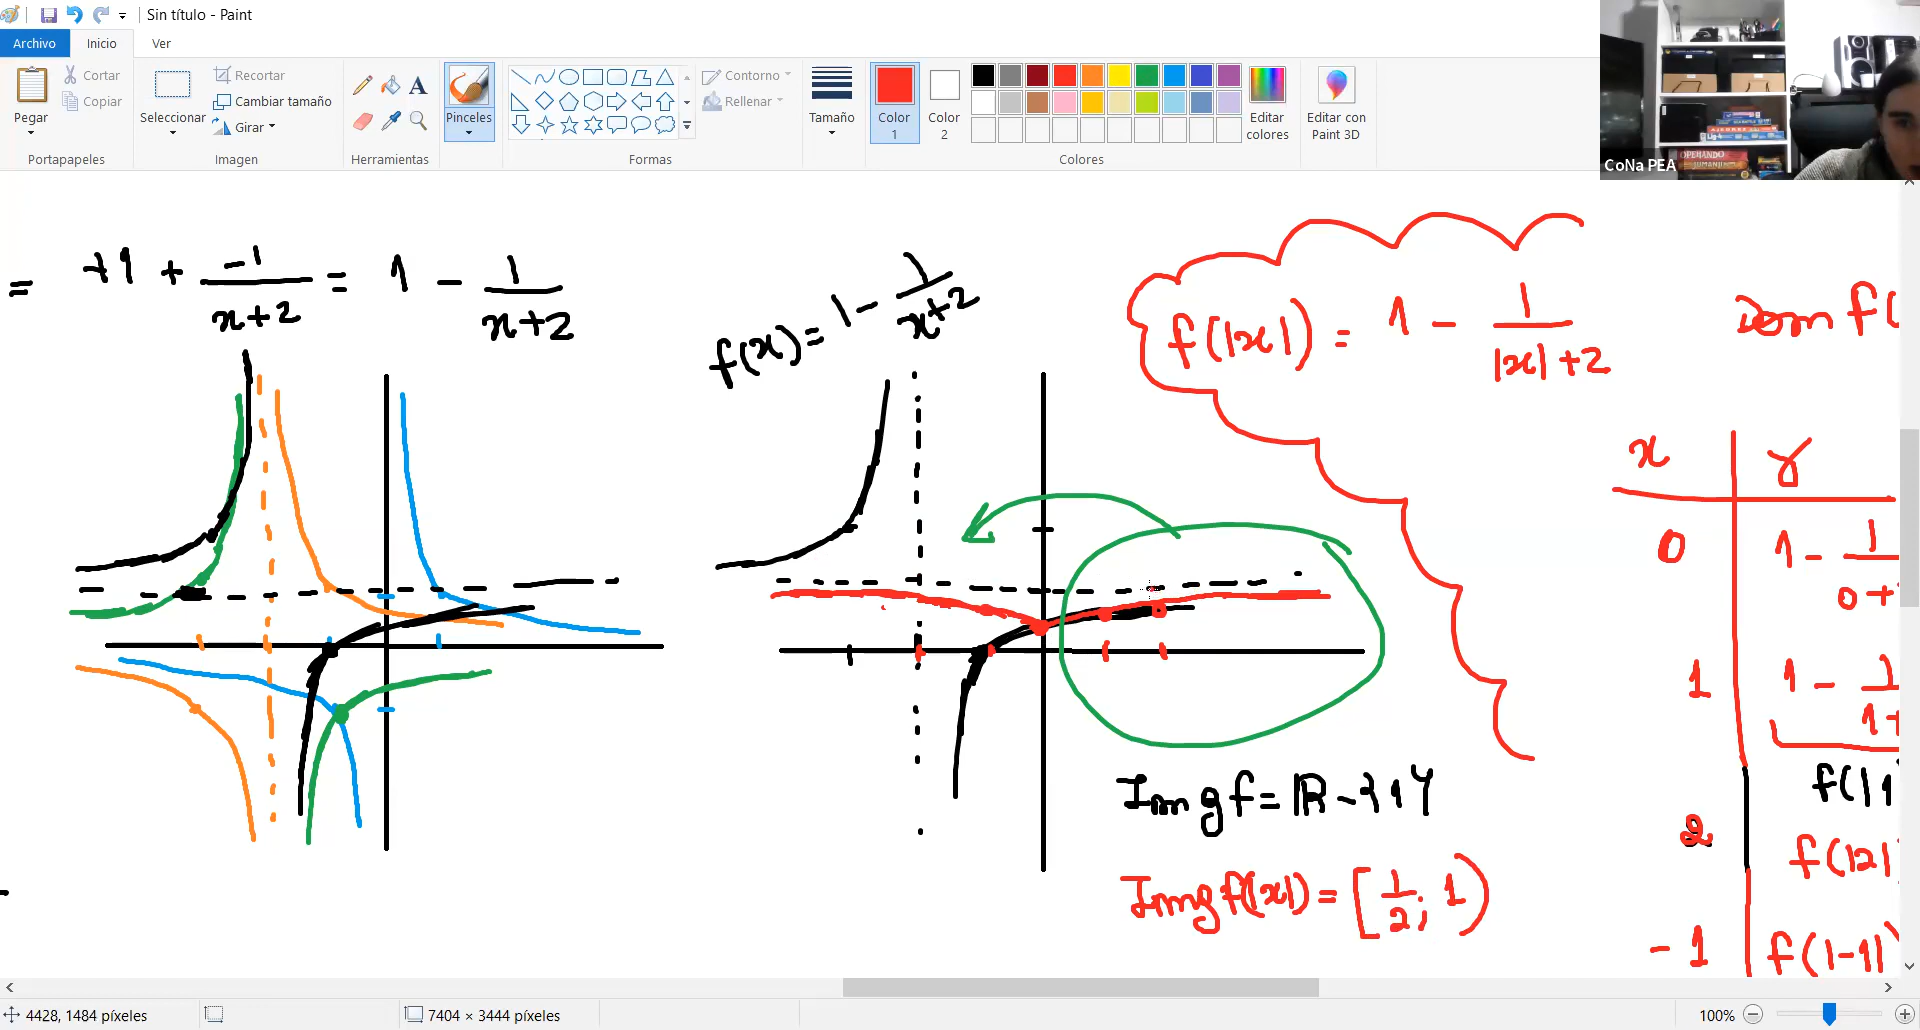 Sin título - Paint
Archivo Inicio Ver
Pegar
Cortar
Copiar
Portapapeles
Seleccionar
Recortar
Cambiar tamaño
Girar
Imagen
A
Herramientas
Pinceles
Contorno
Rellenar
Formas
Tamaño
Color 1
Color 2
Editar colores
Colores
Editar con Paint 3D
CoNa PEA
= +1 + -1/(x+2) = 1 - 1/(x+2)
f(x) = 1 - 1/(x+2)
f(|x|) = 1 - 1/(|x|+2)
Dom f(
x y
0 1 - 1/0+
1 1 - 1/1+
f(|1
2 f(|2|
-1 f(|-1|
Img f = R - {1}
Img f(|x|) = [1/2; 1)
4428, 1484 píxeles
7404 × 3444 píxeles
100%